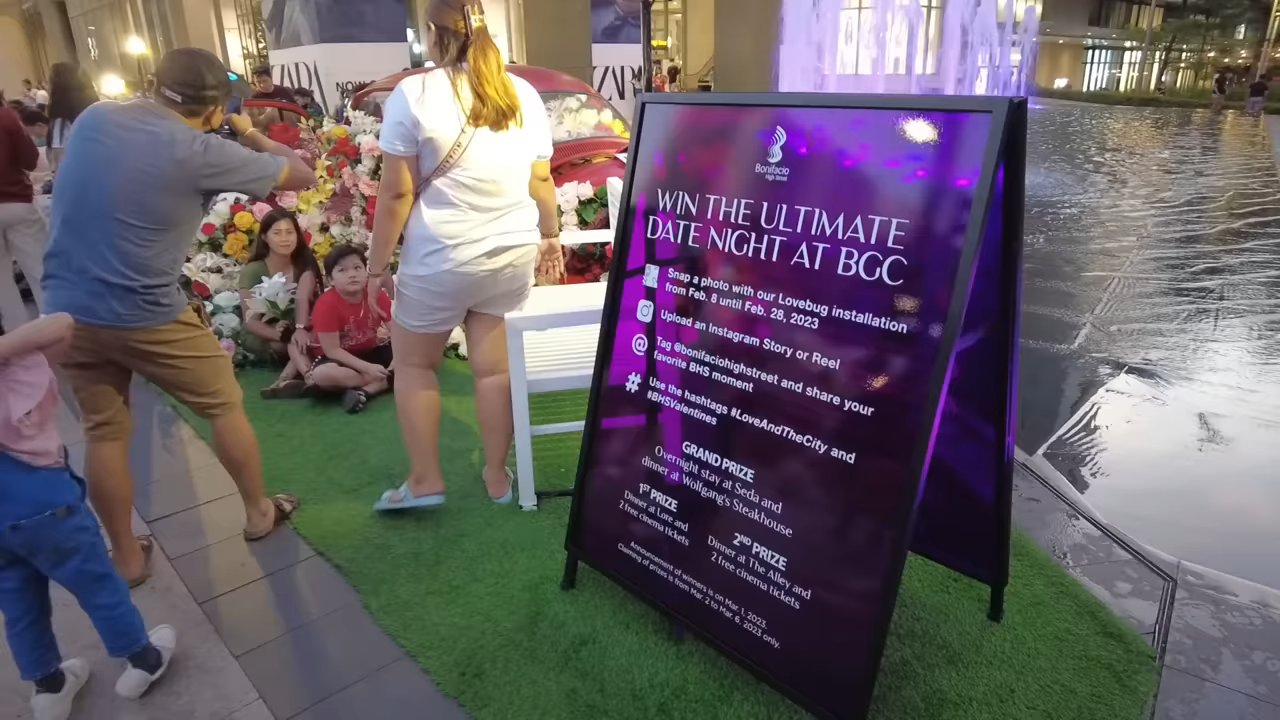 ZARA
NOW
ZARA
Bonifacio
High Street
WIN THE ULTIMATE
DATE NIGHT AT BGC
Snap a photo with our Lovebug installation
from Feb. 8 until Feb. 28, 2023
Upload an Instagram Story or Reel
@
Tag @bonifaciohighstreet and share your
favorite BHS moment
#
Use the hashtags #LoveAndTheCity and
#BHSValentines
GRAND PRIZE
Overnight stay at Seda and
dinner at Wolfgang's Steakhouse
1ST PRIZE
Dinner at Lore and
2 free cinema tickets
2ND PRIZE
Dinner at The Alley and
2 free cinema tickets
Announcement of winners is on Mar. 1, 2023.
Claiming of prizes is from Mar. 2 to Mar. 6, 2023 only.